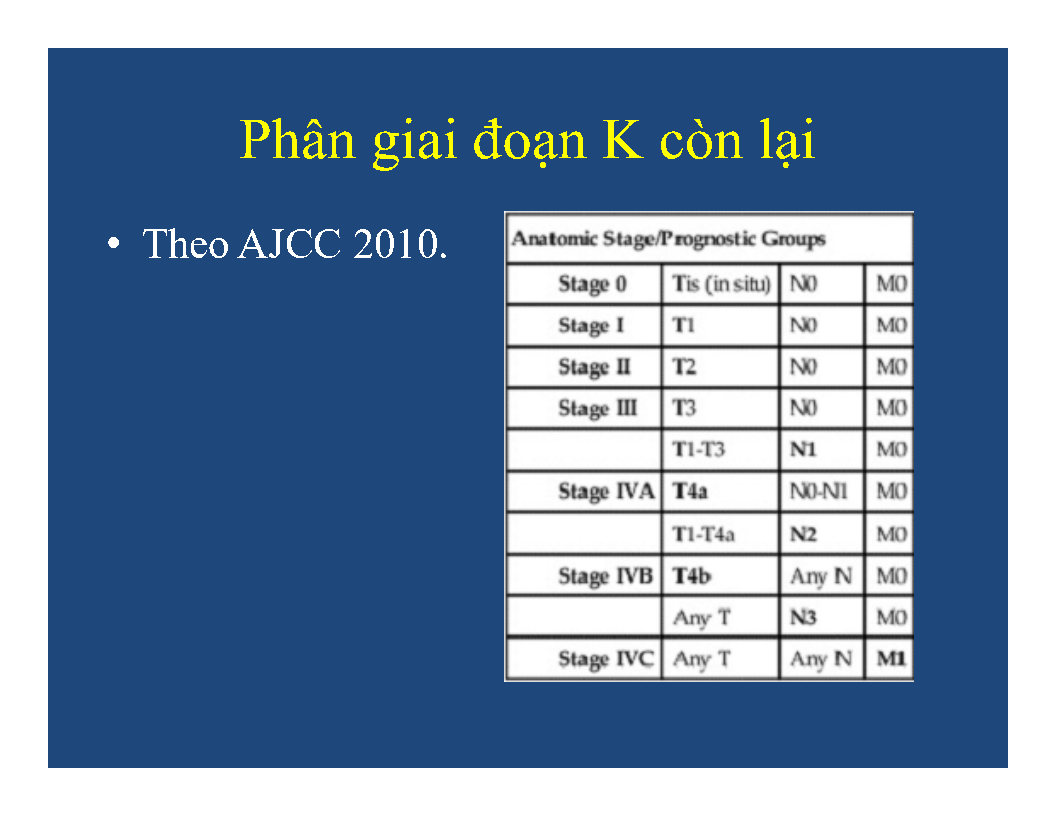 Phân giai đoạn K còn lại
• Theo AJCC 2010.
Anatomic Stage/Prognostic Groups
Stage 0 Tis (in situ) N0 M0
Stage I T1 N0 M0
Stage II T2 N0 M0
Stage III T3 N0 M0
T1-T3 N1 M0
Stage IVA T4a N0-N1 M0
T1-T4a N2 M0
Stage IVB T4b Any N M0
Any T N3 M0
Stage IVC Any T Any N M1